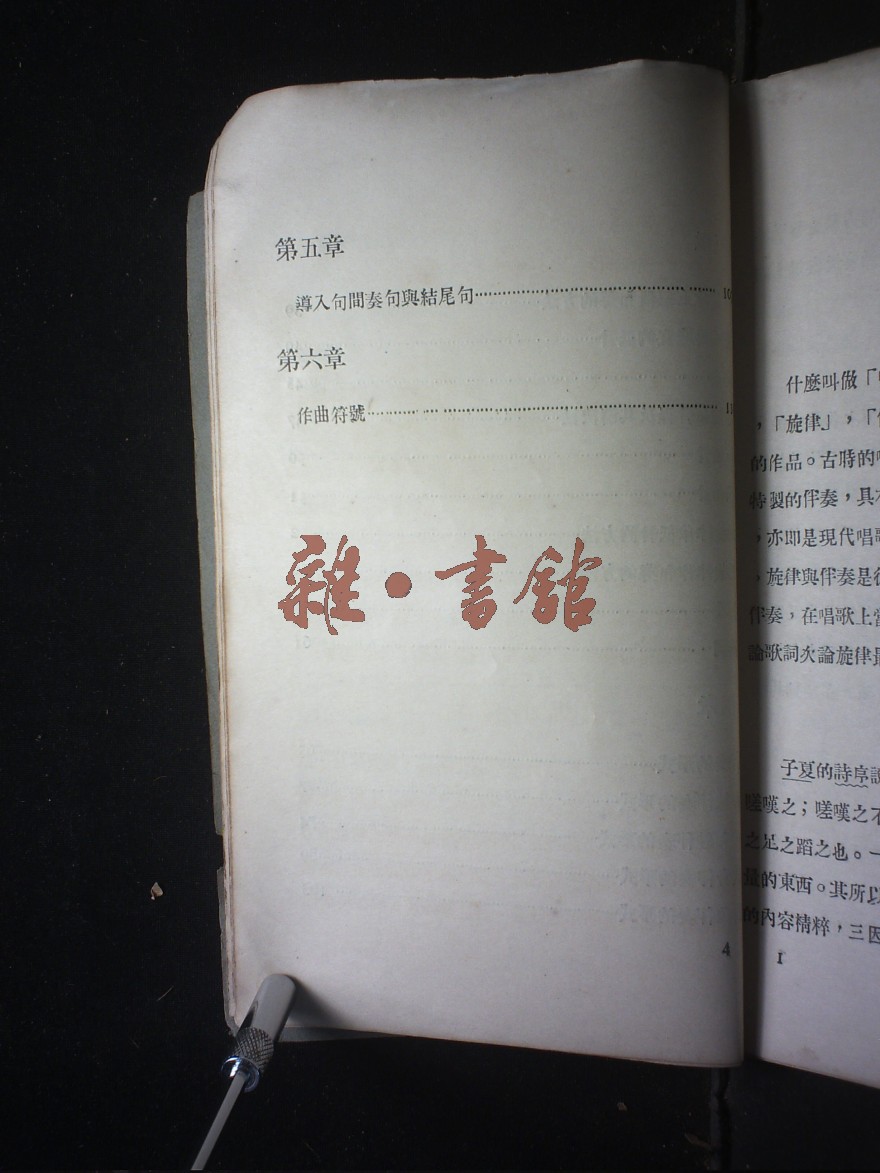 第五章
導入句間奏句與結尾句
第六章
作曲符號
雜•書館
4
什麼叫做「
，「旋律」，「
的作品。古時的
特製的伴奏，具
，亦即是現代唱歌
，旋律與伴奏是
伴奏，在唱歌上
論歌詞次論旋律
子夏的詩序說
嗟嘆之；嗟嘆之不
之足之蹈之也。一
的東西。其所以
的內容精粹，三因
1